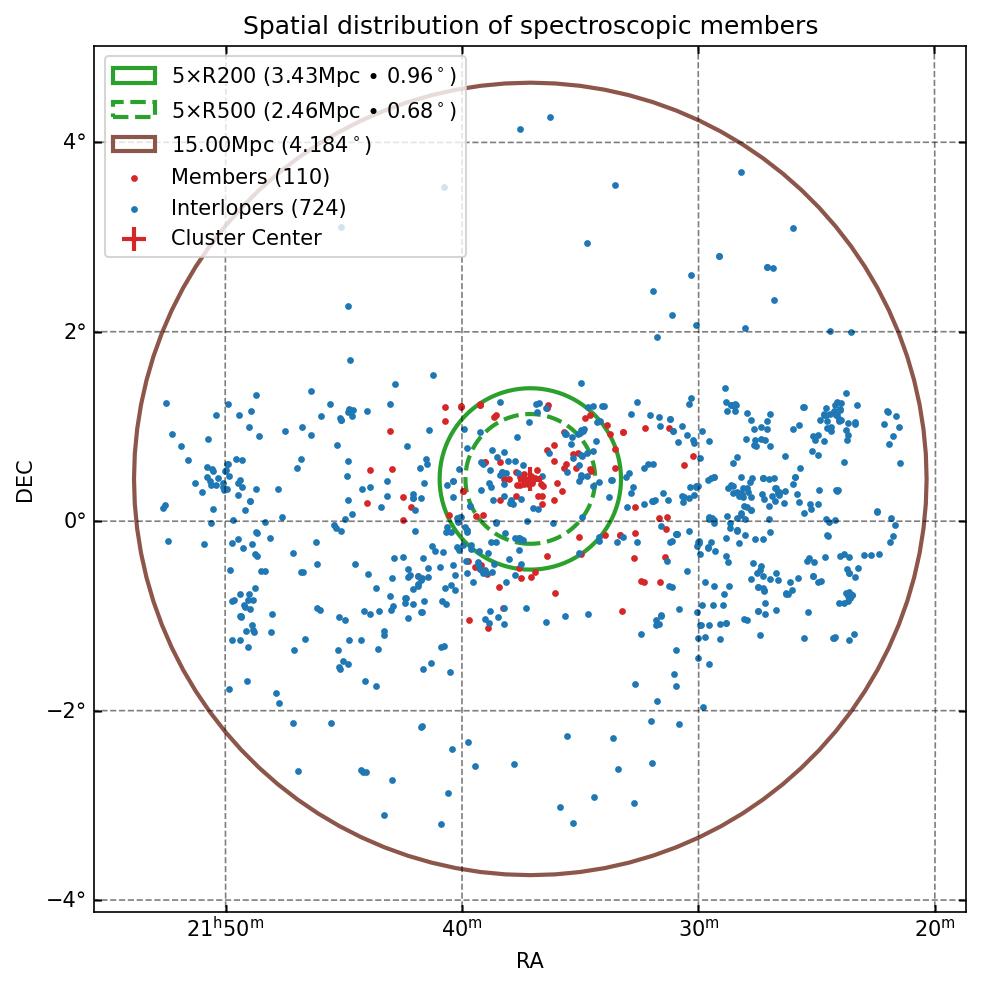 Spatial distribution of spectroscopic members
5×R200 (3.43Mpc • 0.96°)
5×R500 (2.46Mpc • 0.68°)
15.00Mpc (4.184°)
Members (110)
Interlopers (724)
Cluster Center
4°
2°
0°
−2°
−4°
DEC
21ʰ50ᵐ 40ᵐ 30ᵐ 20ᵐ
RA